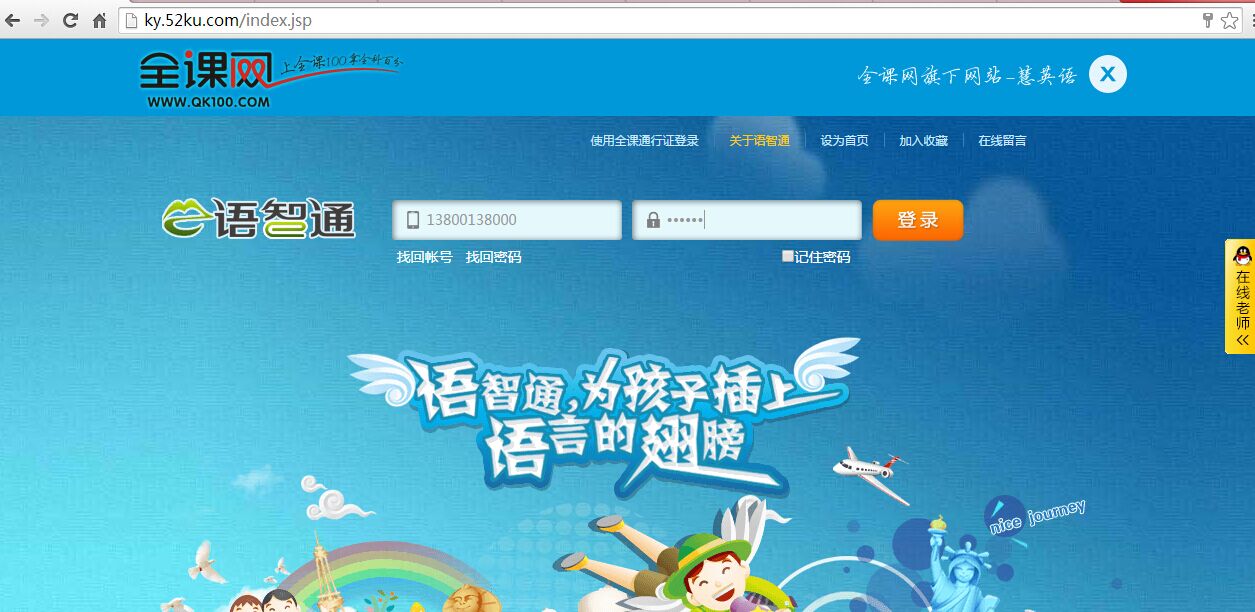 ky.52ku.com/index.jsp
全课网 上全课100拿全科百分
WWW.QK100.COM
全课网旗下网站-慧英语 X
使用全课通行证登录 关于语智通 设为首页 加入收藏 在线留言
语智通 13800138000 •••••• 登录
找回帐号 找回密码 记住密码
在线老师
语智通,为孩子插上
语言的翅膀
nice journey